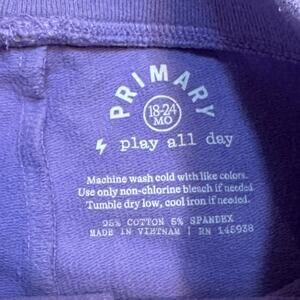 PRIMARY
18-24
MO
play all day
Machine wash cold with like colors.
Use only non-chlorine bleach if needed.
Tumble dry low, cool iron if needed.
95% COTTON 5% SPANDEX
MADE IN VIETNAM | RN 145938